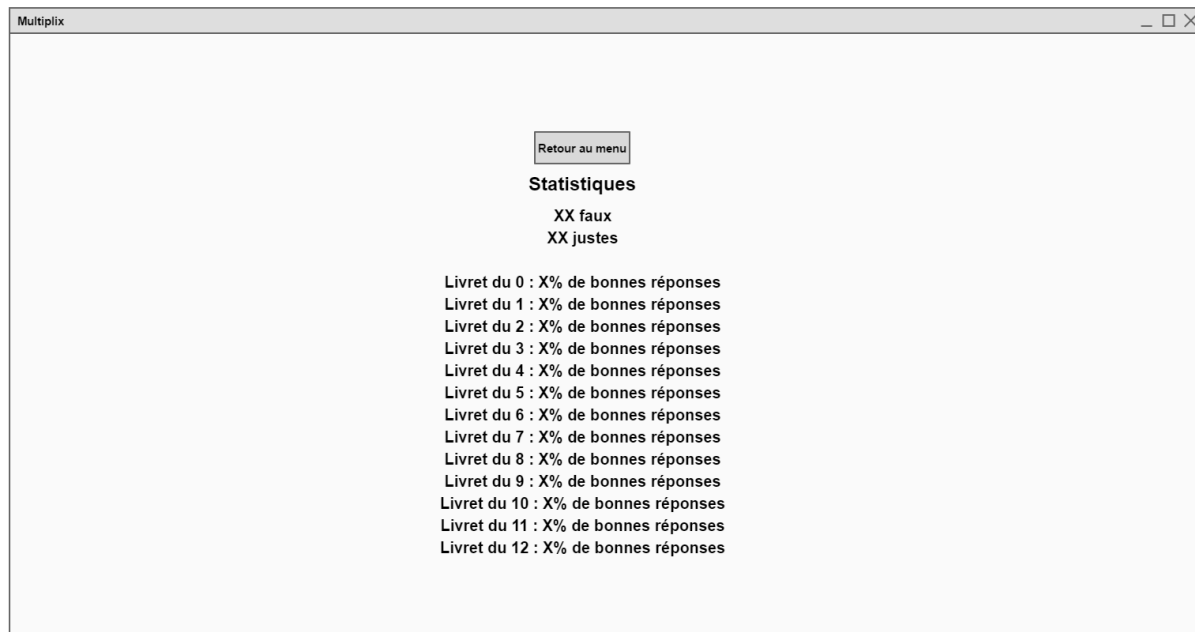 Multiplix
Retour au menu
Statistiques
XX faux
XX justes
Livret du 0 : X% de bonnes réponses
Livret du 1 : X% de bonnes réponses
Livret du 2 : X% de bonnes réponses
Livret du 3 : X% de bonnes réponses
Livret du 4 : X% de bonnes réponses
Livret du 5 : X% de bonnes réponses
Livret du 6 : X% de bonnes réponses
Livret du 7 : X% de bonnes réponses
Livret du 8 : X% de bonnes réponses
Livret du 9 : X% de bonnes réponses
Livret du 10 : X% de bonnes réponses
Livret du 11 : X% de bonnes réponses
Livret du 12 : X% de bonnes réponses